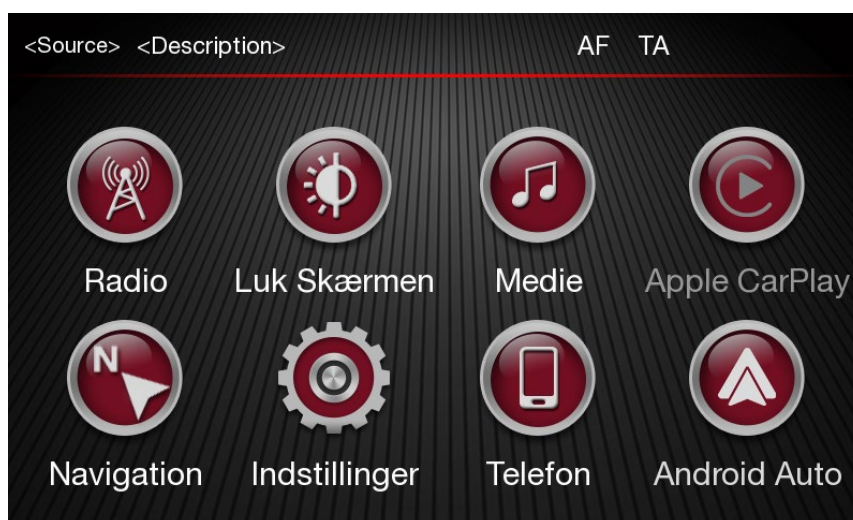 <Source> <Description> AF TA
Radio Luk Skærmen Medie Apple CarPlay
N
Navigation Indstillinger Telefon Android Auto